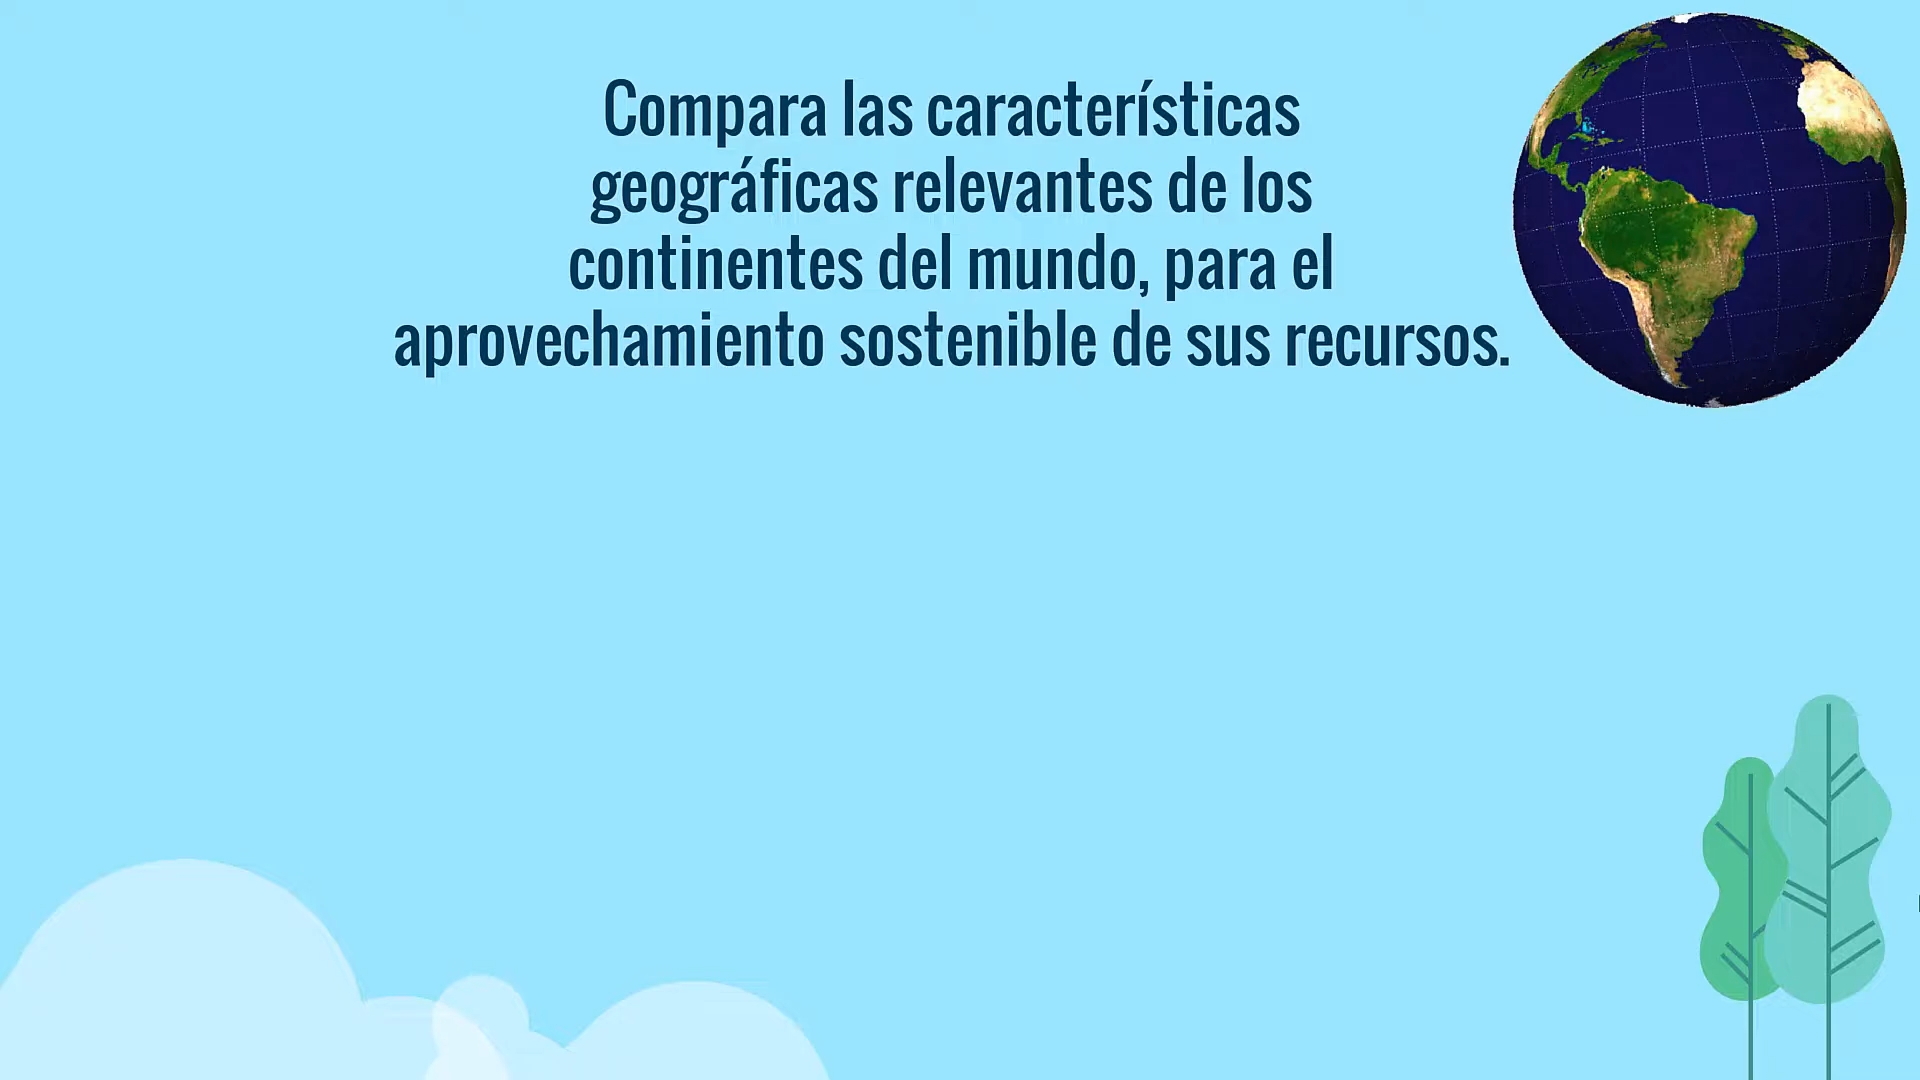 Compara las características
geográficas relevantes de los
continentes del mundo, para el
aprovechamiento sostenible de sus recursos.